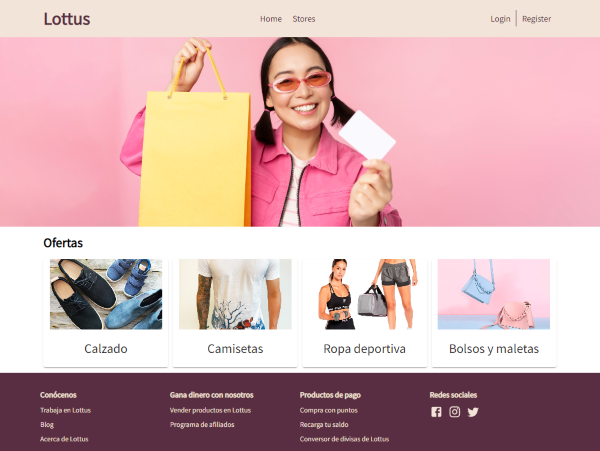 Lottus
Home Stores
Login Register
Ofertas
Calzado
Camisetas
Ropa deportiva
Bolsos y maletas
Conócenos
Trabaja en Lottus
Blog
Acerca de Lottus
Gana dinero con nosotros
Vender productos en Lottus
Programa de afiliados
Productos de pago
Compra con puntos
Recarga tu saldo
Conversor de divisas de Lottus
Redes sociales